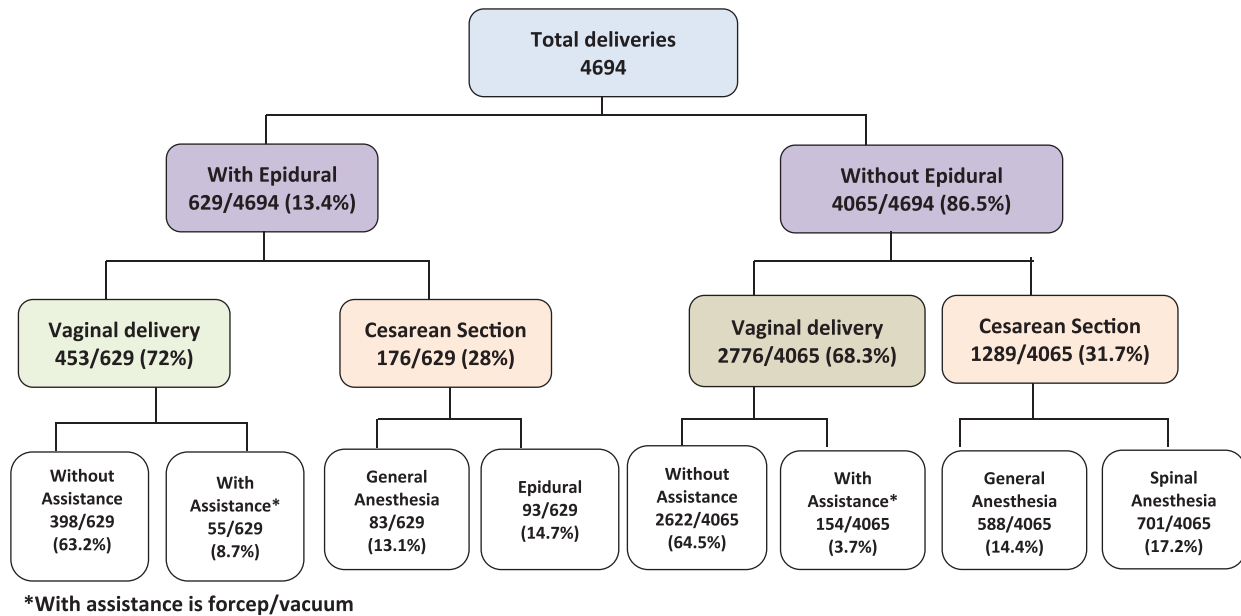 Total deliveries
4694
With Epidural
629/4694 (13.4%)
Without Epidural
4065/4694 (86.5%)
Vaginal delivery
453/629 (72%)
Cesarean Section
176/629 (28%)
Vaginal delivery
2776/4065 (68.3%)
Cesarean Section
1289/4065 (31.7%)
Without
Assistance
398/629
(63.2%)
With
Assistance*
55/629
(8.7%)
General
Anesthesia
83/629
(13.1%)
Epidural
93/629
(14.7%)
Without
Assistance
2622/4065
(64.5%)
With
Assistance*
154/4065
(3.7%)
General
Anesthesia
588/4065
(14.4%)
Spinal
Anesthesia
701/4065
(17.2%)
*With assistance is forcep/vacuum